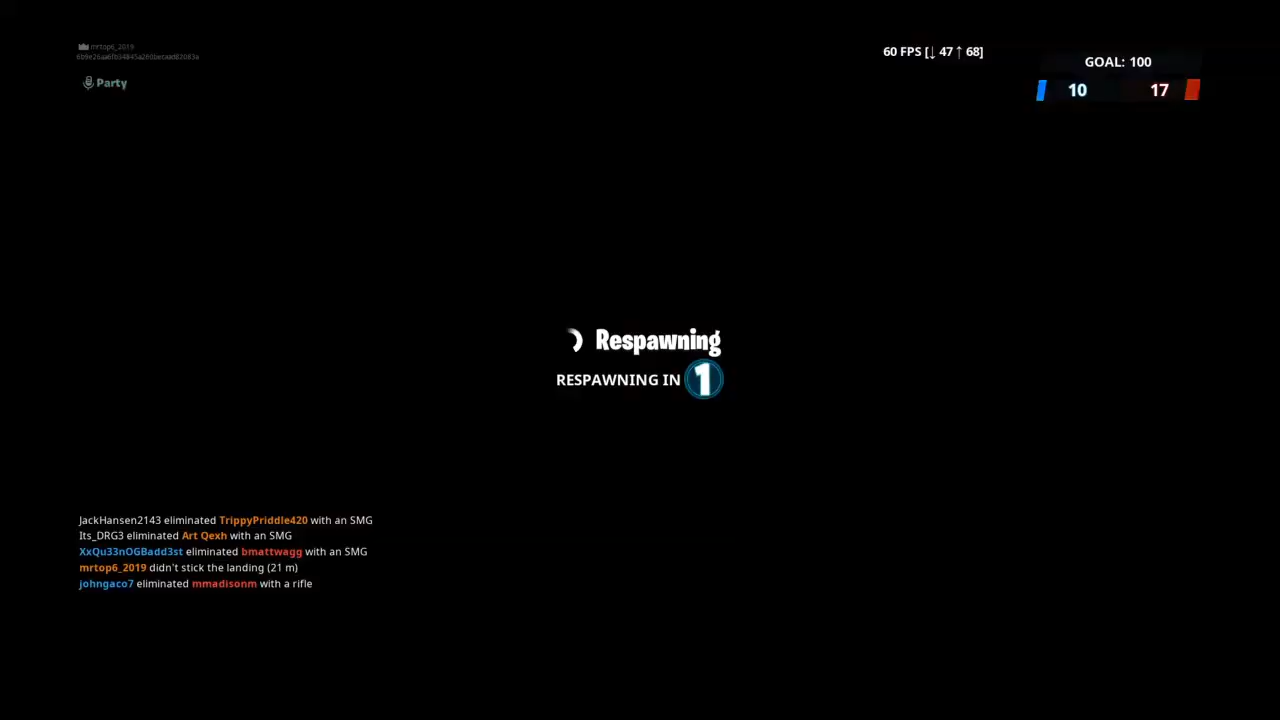 mrtop6_2019
Party
60 FPS [↓ 47 ↑ 68]
GOAL: 100
10 17
Respawning
RESPAWNING IN 1
JackHansen2143 eliminated TrippyPriddle420 with an SMG
Its_DRG3 eliminated Art Qexh with an SMG
XxQu33nOGBadd3st eliminated bmattwagg with an SMG
mrtop6_2019 didn't stick the landing (21 m)
johngaco7 eliminated mmadisonm with a rifle